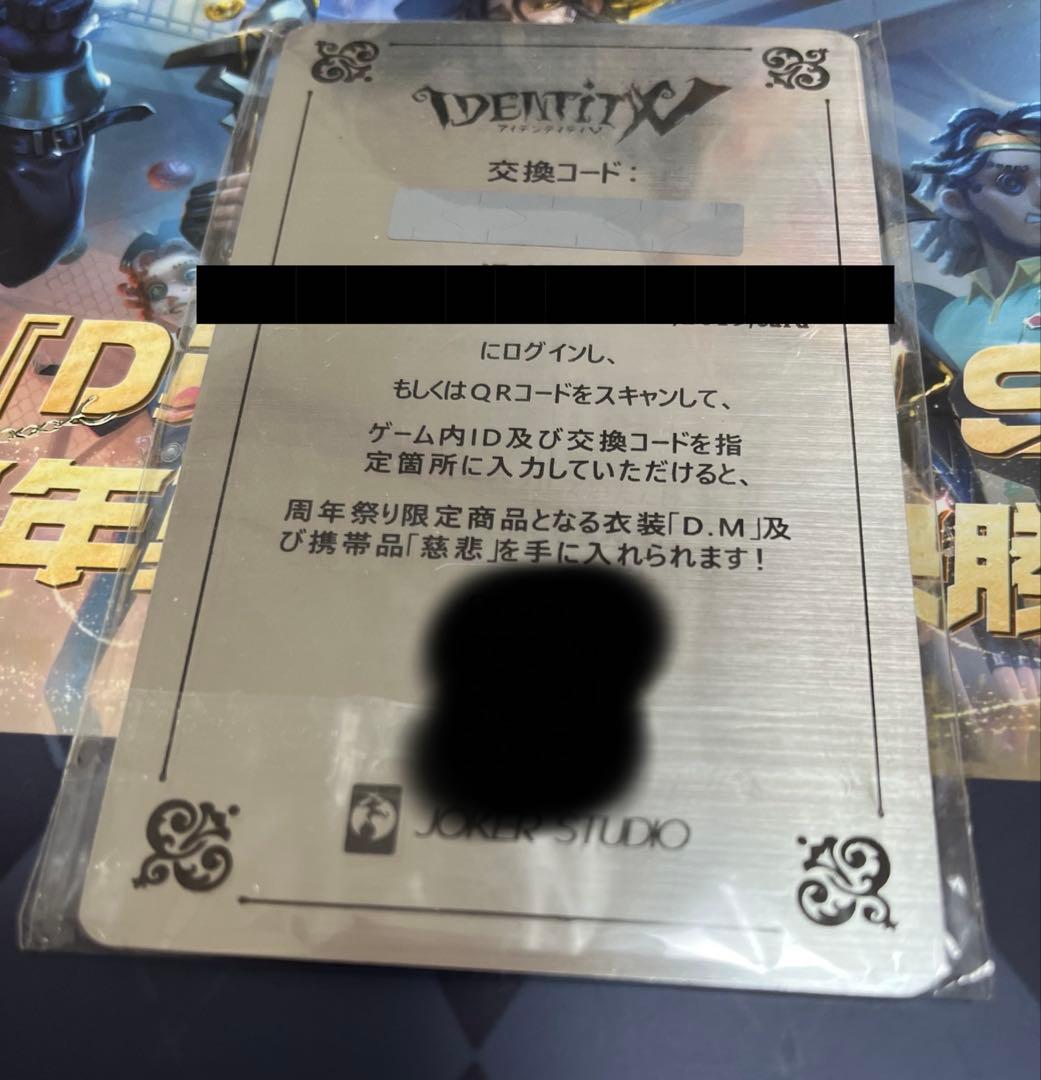 IDENTITY V
アイデンティティV
交換コード：
にログインし、
もしくはQRコードをスキャンして、
ゲーム内ID及び交換コードを指
定箇所に入力していただけると、
周年祭り限定商品となる衣装「D.M」及
び携帯品「慈悲」を手に入れられます！
JOKER STUDIO
『D
S
年
勝